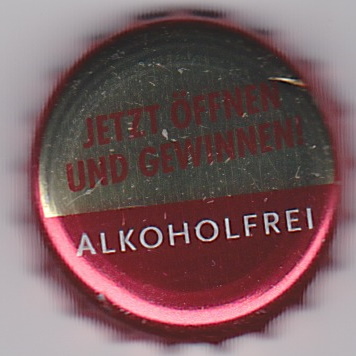 JETZT ÖFFNEN
UND GEWINNEN!
ALKOHOLFREI